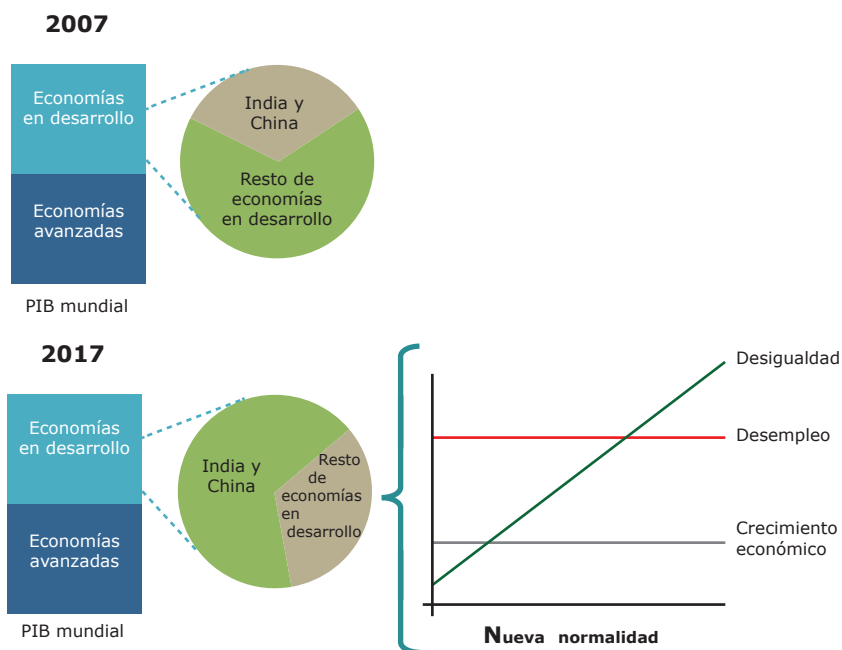 2007
Economías
en desarrollo
Economías
avanzadas
PIB mundial
India y
China
Resto de
economías
en desarrollo
2017
Economías
en desarrollo
Economías
avanzadas
PIB mundial
India y
China
Resto
de
economías
en
desarrollo
Desigualdad
Desempleo
Crecimiento
económico
Nueva normalidad